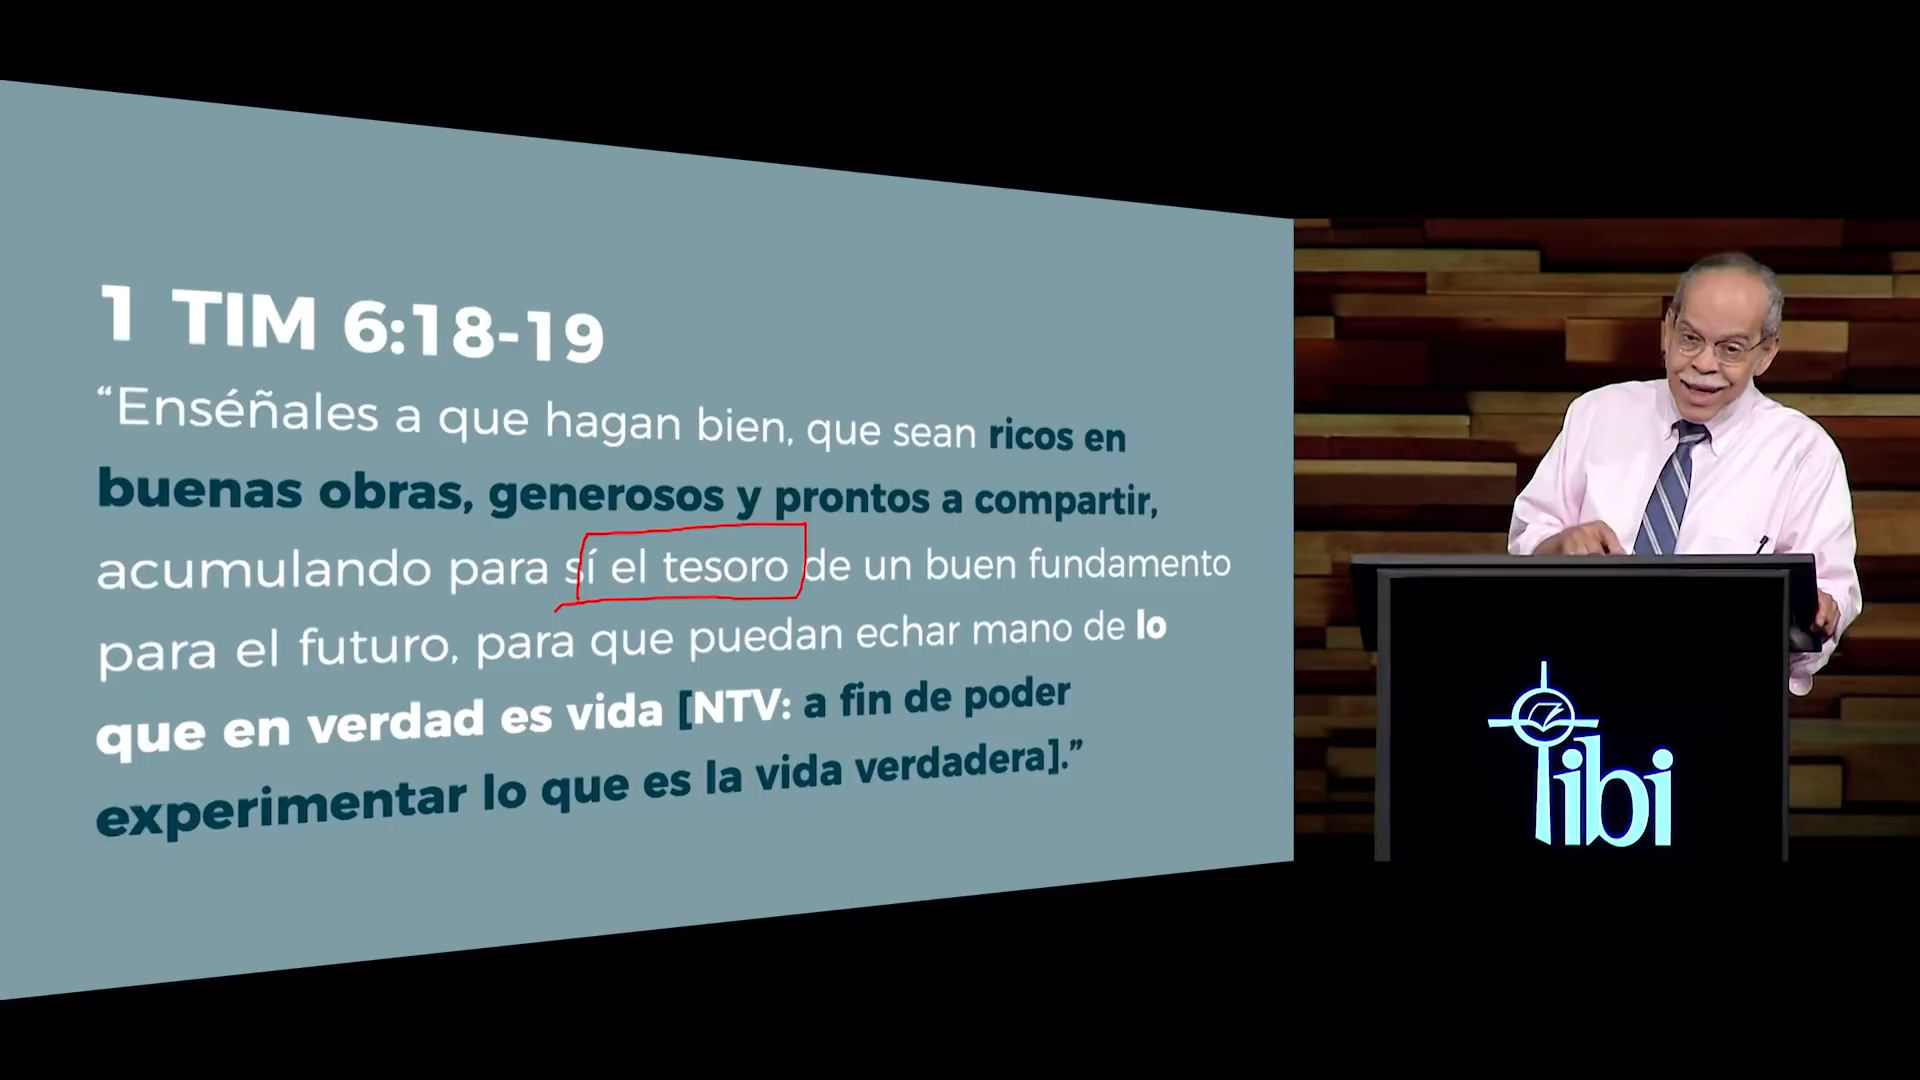 1 TIM 6:18-19
“Enséñales a que hagan bien, que sean ricos en
buenas obras, generosos y prontos a compartir,
acumulando para sí el tesoro de un buen fundamento
para el futuro, para que puedan echar mano de lo
que en verdad es vida [NTV: a fin de poder
experimentar lo que es la vida verdadera].”
ibi